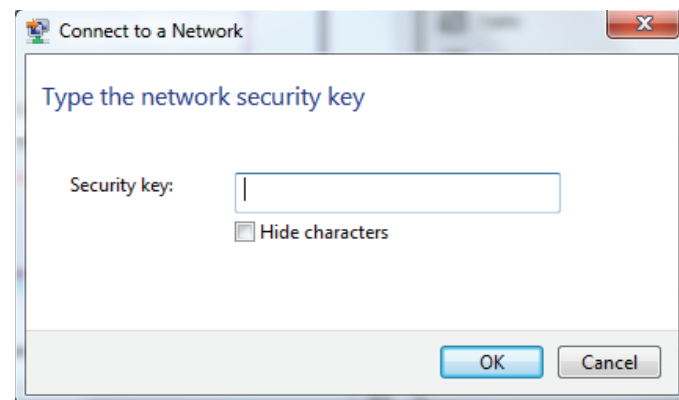 Connect to a Network
Type the network security key
Security key:
Hide characters
OK Cancel